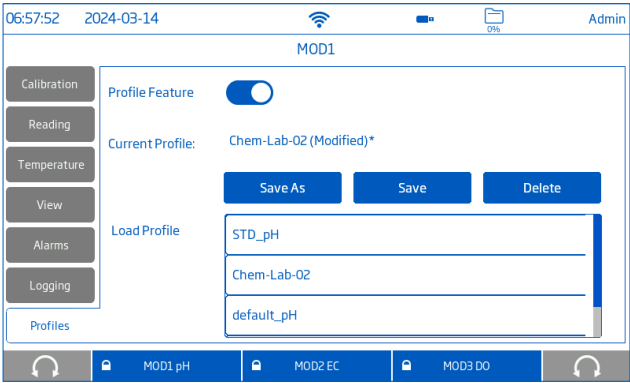 06:57:52 2024-03-14 0% Admin
MOD1
Calibration
Profile Feature
Reading
Current Profile: Chem-Lab-02 (Modified)*
Temperature
Save As Save Delete
View
Load Profile
STD_pH
Alarms
Chem-Lab-02
Logging
default_pH
Profiles
MOD1 pH MOD2 EC MOD3 DO